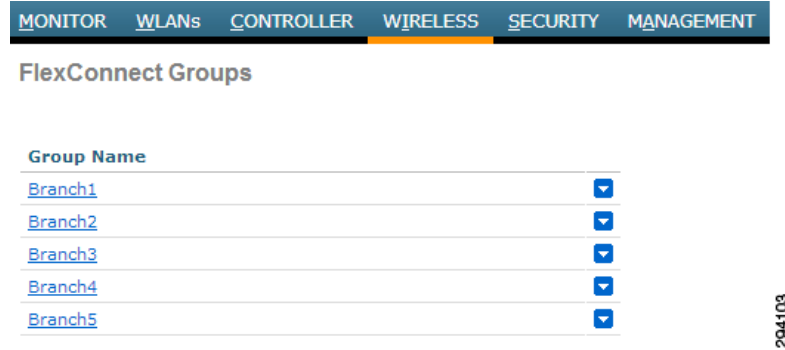 MONITOR WLANs CONTROLLER WIRELESS SECURITY MANAGEMENT
FlexConnect Groups
Group Name
Branch1
Branch2
Branch3
Branch4
Branch5
294103